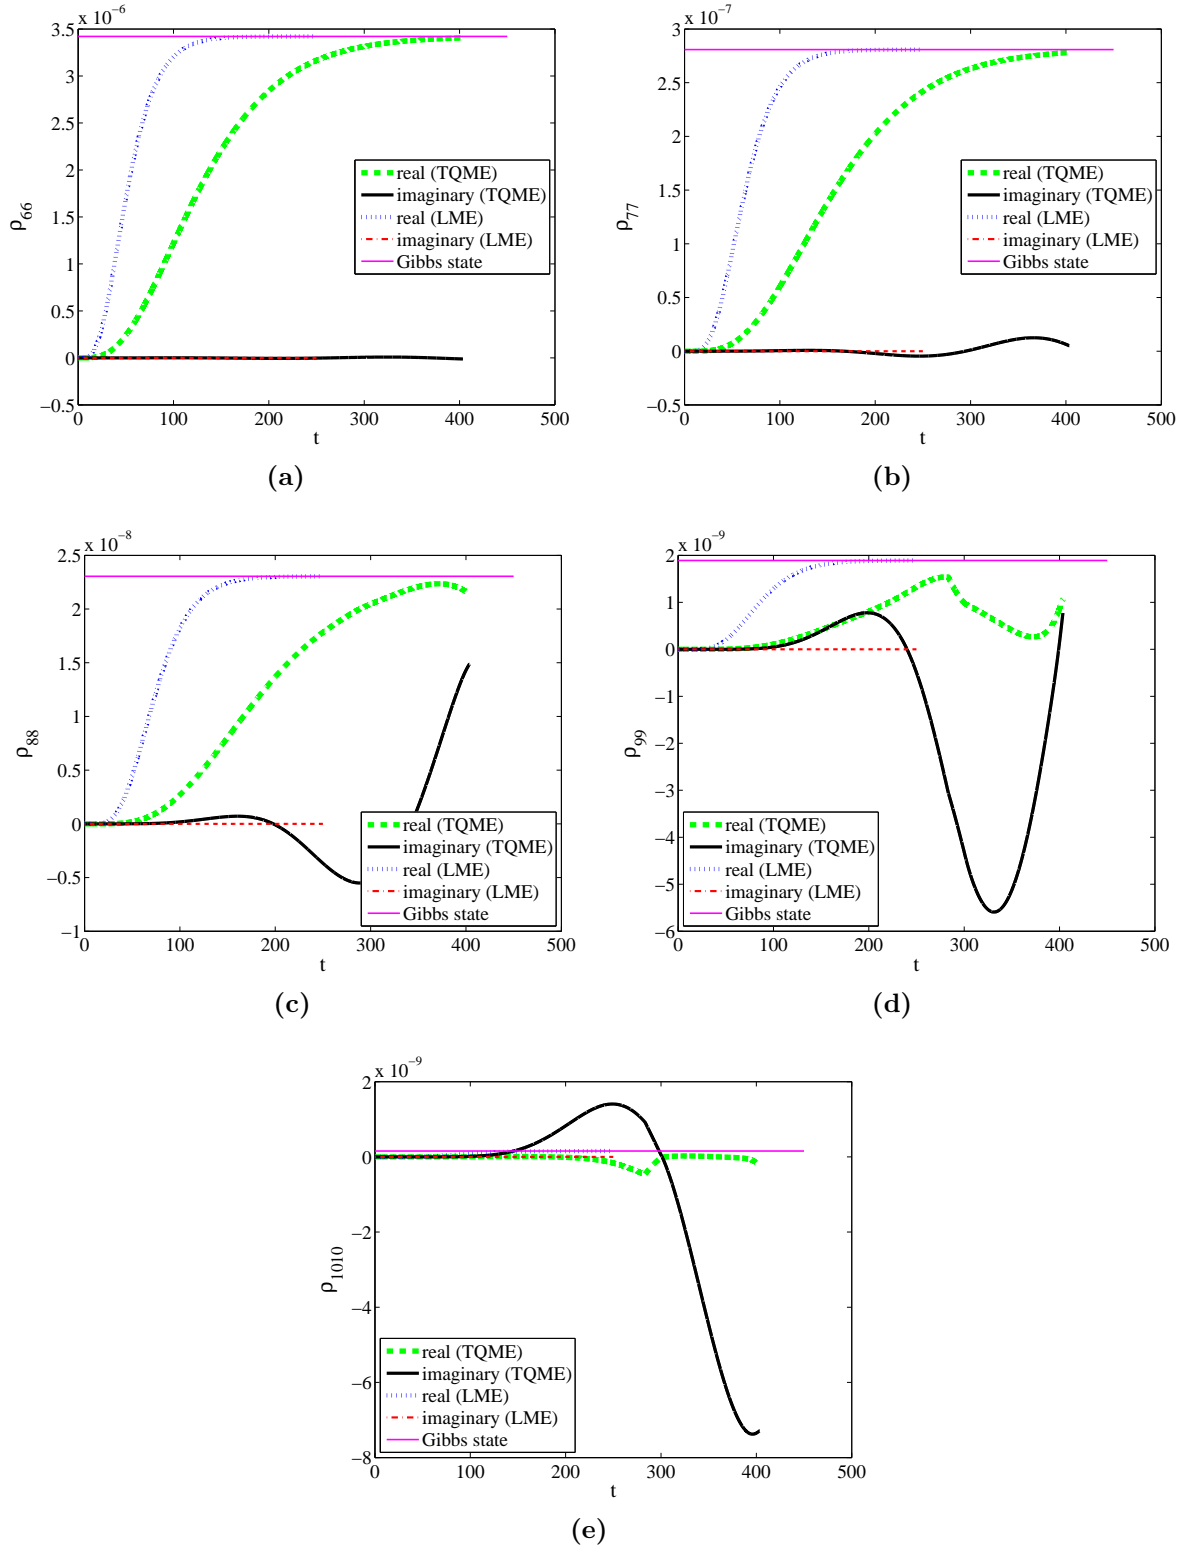 x 10⁻⁶
3.5
3
2.5
2
1.5
1
0.5
0
−0.5
ρ₆₆
real (TQME)
imaginary (TQME)
real (LME)
imaginary (LME)
Gibbs state
0 100 200 300 400 500
t
(a)
x 10⁻⁷
3
2.5
2
1.5
1
0.5
0
−0.5
ρ₇₇
real (TQME)
imaginary (TQME)
real (LME)
imaginary (LME)
Gibbs state
0 100 200 300 400 500
t
(b)
x 10⁻⁸
2.5
2
1.5
1
0.5
0
−0.5
−1
ρ₈₈
real (TQME)
imaginary (TQME)
real (LME)
imaginary (LME)
Gibbs state
0 100 200 300 400 500
t
(c)
x 10⁻⁹
2
1
0
−1
−2
−3
−4
−5
−6
ρ₉₉
real (TQME)
imaginary (TQME)
real (LME)
imaginary (LME)
Gibbs state
0 100 200 300 400 500
t
(d)
x 10⁻⁹
2
0
−2
−4
−6
−8
ρ₁₀₁₀
real (TQME)
imaginary (TQME)
real (LME)
imaginary (LME)
Gibbs state
0 100 200 300 400 500
t
(e)